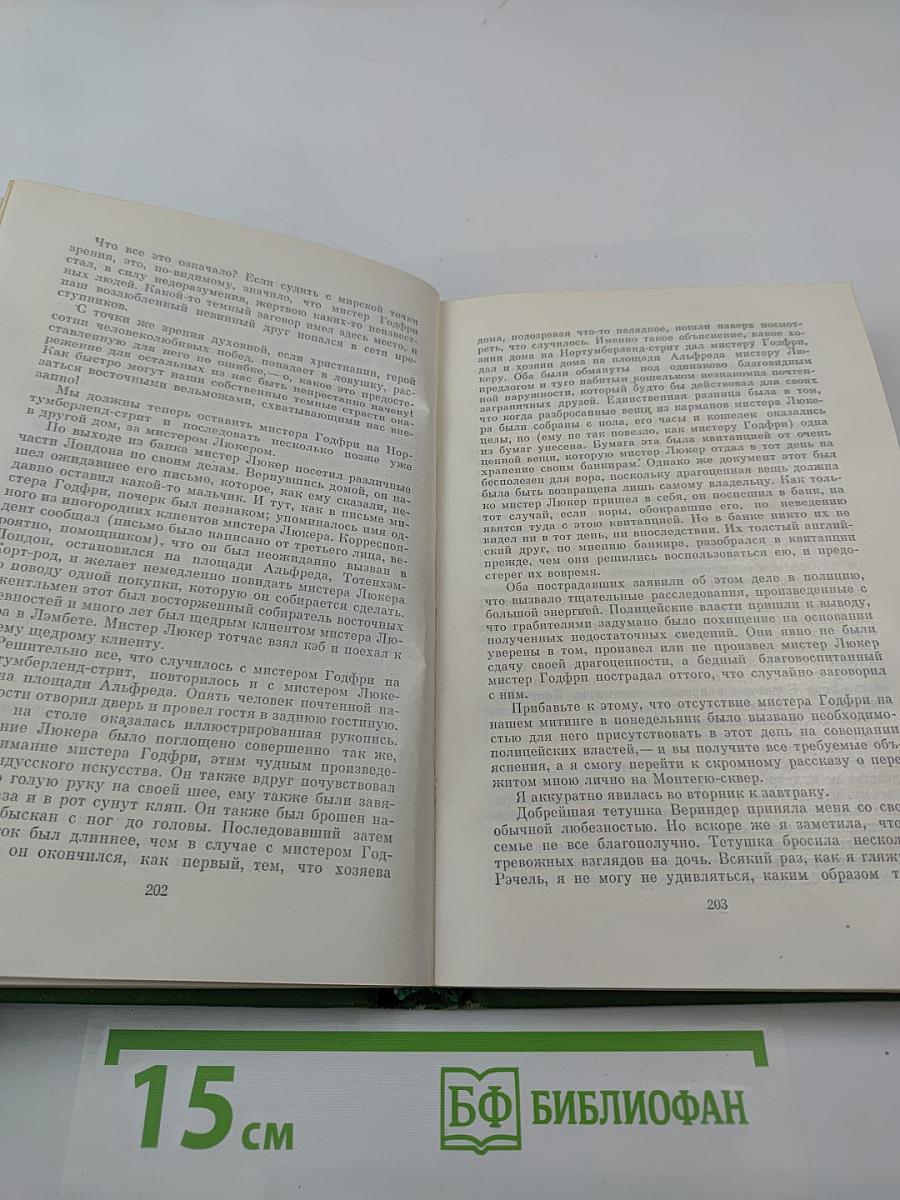 Что все это означало? Если судить с мирской точки
зрения, это, по-видимому, значило, что мистер Годфри
стал, в силу недоразумения, жертвою каких-то неизвест-
ных людей. Какой-то темный заговор имел здесь место, и
наш возлюбленный невинный друг попался в сети пре-
ступников.
С точки же зрения духовной, если христианин, герой
сотни человеколюбивых побед, попадает в ловушку, рас-
ставленную для него по ошибке,— о, какое это предосте-
режение для остальных из нас быть непрестанно начеку!
Как быстро могут наши собственные темные страсти ока-
заться восточными вельможами, схватывающими нас вне-
запно!
Мы должны теперь оставить мистера Годфри на Нор-
тумберленд-стрит и последовать несколько позже уже
в другой дом, за мистером Люкером.
По выходе из банка мистер Люкер посетил различные
части Лондона по своим делам. Вернувшись домой, он на-
шел ожидавшее его письмо, которое, как ему сказали, не-
давно оставил какой-то мальчик. И тут, как в письме ми-
стера Годфри, почерк был незнаком; упоминалось имя од-
ного из иногородних клиентов мистера Люкера. Корреспон-
дент сообщал (письмо было написано от третьего лица, ве-
роятно, помощником), что он был неожиданно вызван в
Лондон, остановился на площади Альфреда, Тотенхэм-
Корт-род, и желает немедленно повидать мистера Люкера
о поводу одной покупки, которую он собирается сделать.
жентльмен этот был восторженный собиратель восточных
евностей и много лет был щедрым клиентом мистера Лю-
ра в Лэмбете. Мистер Люкер тотчас взял кэб и поехал к
ему щедрому клиенту.
Решительно все, что случилось с мистером Годфри на
тумберленд-стрит, повторилось и с мистером Люке-
на площади Альфреда. Опять человек почтенной на-
ости отворил дверь и провел гостя в заднюю гостиную.
на столе оказалась иллюстрированная рукопись.
ние Люкера было поглощено совершенно так же,
имание мистера Годфри, этим чудным произведе-
ндусского искусства. Он также вдруг почувствовал
голую руку на своей шее, ему также были завя-
аза и в рот сунут кляп. Он также был брошен на-
быскан с ног до головы. Последовавший затем
ок был длиннее, чем в случае с мистером Год-
он окончился, как первый, тем, что хозяева
202
дома, подозревая что-то неладное, пошли наверх посмот-
реть, что случилось. Именно такое объяснение, какое хо-
зяин дома на Нортумберленд-стрит дал мистеру Годфри,
дал и хозяин дома на площади Альфреда мистеру Лю-
керу. Оба были обмануты под одинаково благовидным
предлогом и туго набитым кошельком незнакомца почтен-
ной наружности, который будто бы действовал для своих
заграничных друзей. Единственная разница была в том,
что когда разбросанные вещи из карманов мистера Люке-
ра были собраны с пола, его часы и кошелек оказались
целы, но (ему не так повезло, как мистеру Годфри) одна
из бумаг унесена. Бумага эта была квитанцией от очень
ценной вещи, которую мистер Люкер отдал в тот день на
хранение своим банкирам. Однако же документ этот был
бесполезен для вора, поскольку драгоценная вещь должна
была быть возвращена лишь самому владельцу. Как толь-
ко мистер Люкер пришел в себя, он поспешил в банк, на
тот случай, если воры, обокравшие его, по неведению
явятся туда с этою квитанцией. Но в банке никто их не
видел ни в тот день, ни впоследствии. Их толстый англий-
ский друг, по мнению банкира, разобрался в квитанции
прежде, чем они решились воспользоваться ею, и предо-
стерег их вовремя.
Оба пострадавших заявили об этом деле в полицию,
что вызвало тщательные расследования, произведенные с
большой энергией. Полицейские власти пришли к выводу,
что грабителями задумано было похищение на основании
полученных недостаточных сведений. Они явно не были
уверены в том, произвел или не произвел мистер Люкер
сдачу своей драгоценности, а бедный благовоспитанный
мистер Годфри пострадал оттого, что случайно заговорил
с ним.
Прибавьте к этому, что отсутствие мистера Годфри на
нашем митинге в понедельник было вызвано необходимо-
стью для него присутствовать в этот день на совещании
полицейских властей,— и вы получите все требуемые объ-
яснения, а я смогу перейти к скромному рассказу о пере
житом мною лично на Монтегю-сквер.
Я аккуратно явилась во вторник к завтраку.
Добрейшая тетушка Вериндер приняла меня со сво
обычной любезностью. Но вскоре же я заметила, что
семье не все благополучно. Тетушка бросила нескол
тревожных взглядов на дочь. Всякий раз, как я гляжу
Рэчель, я не могу не удивляться, каким образом т
203
15 см
БФ БИБЛИОФАН